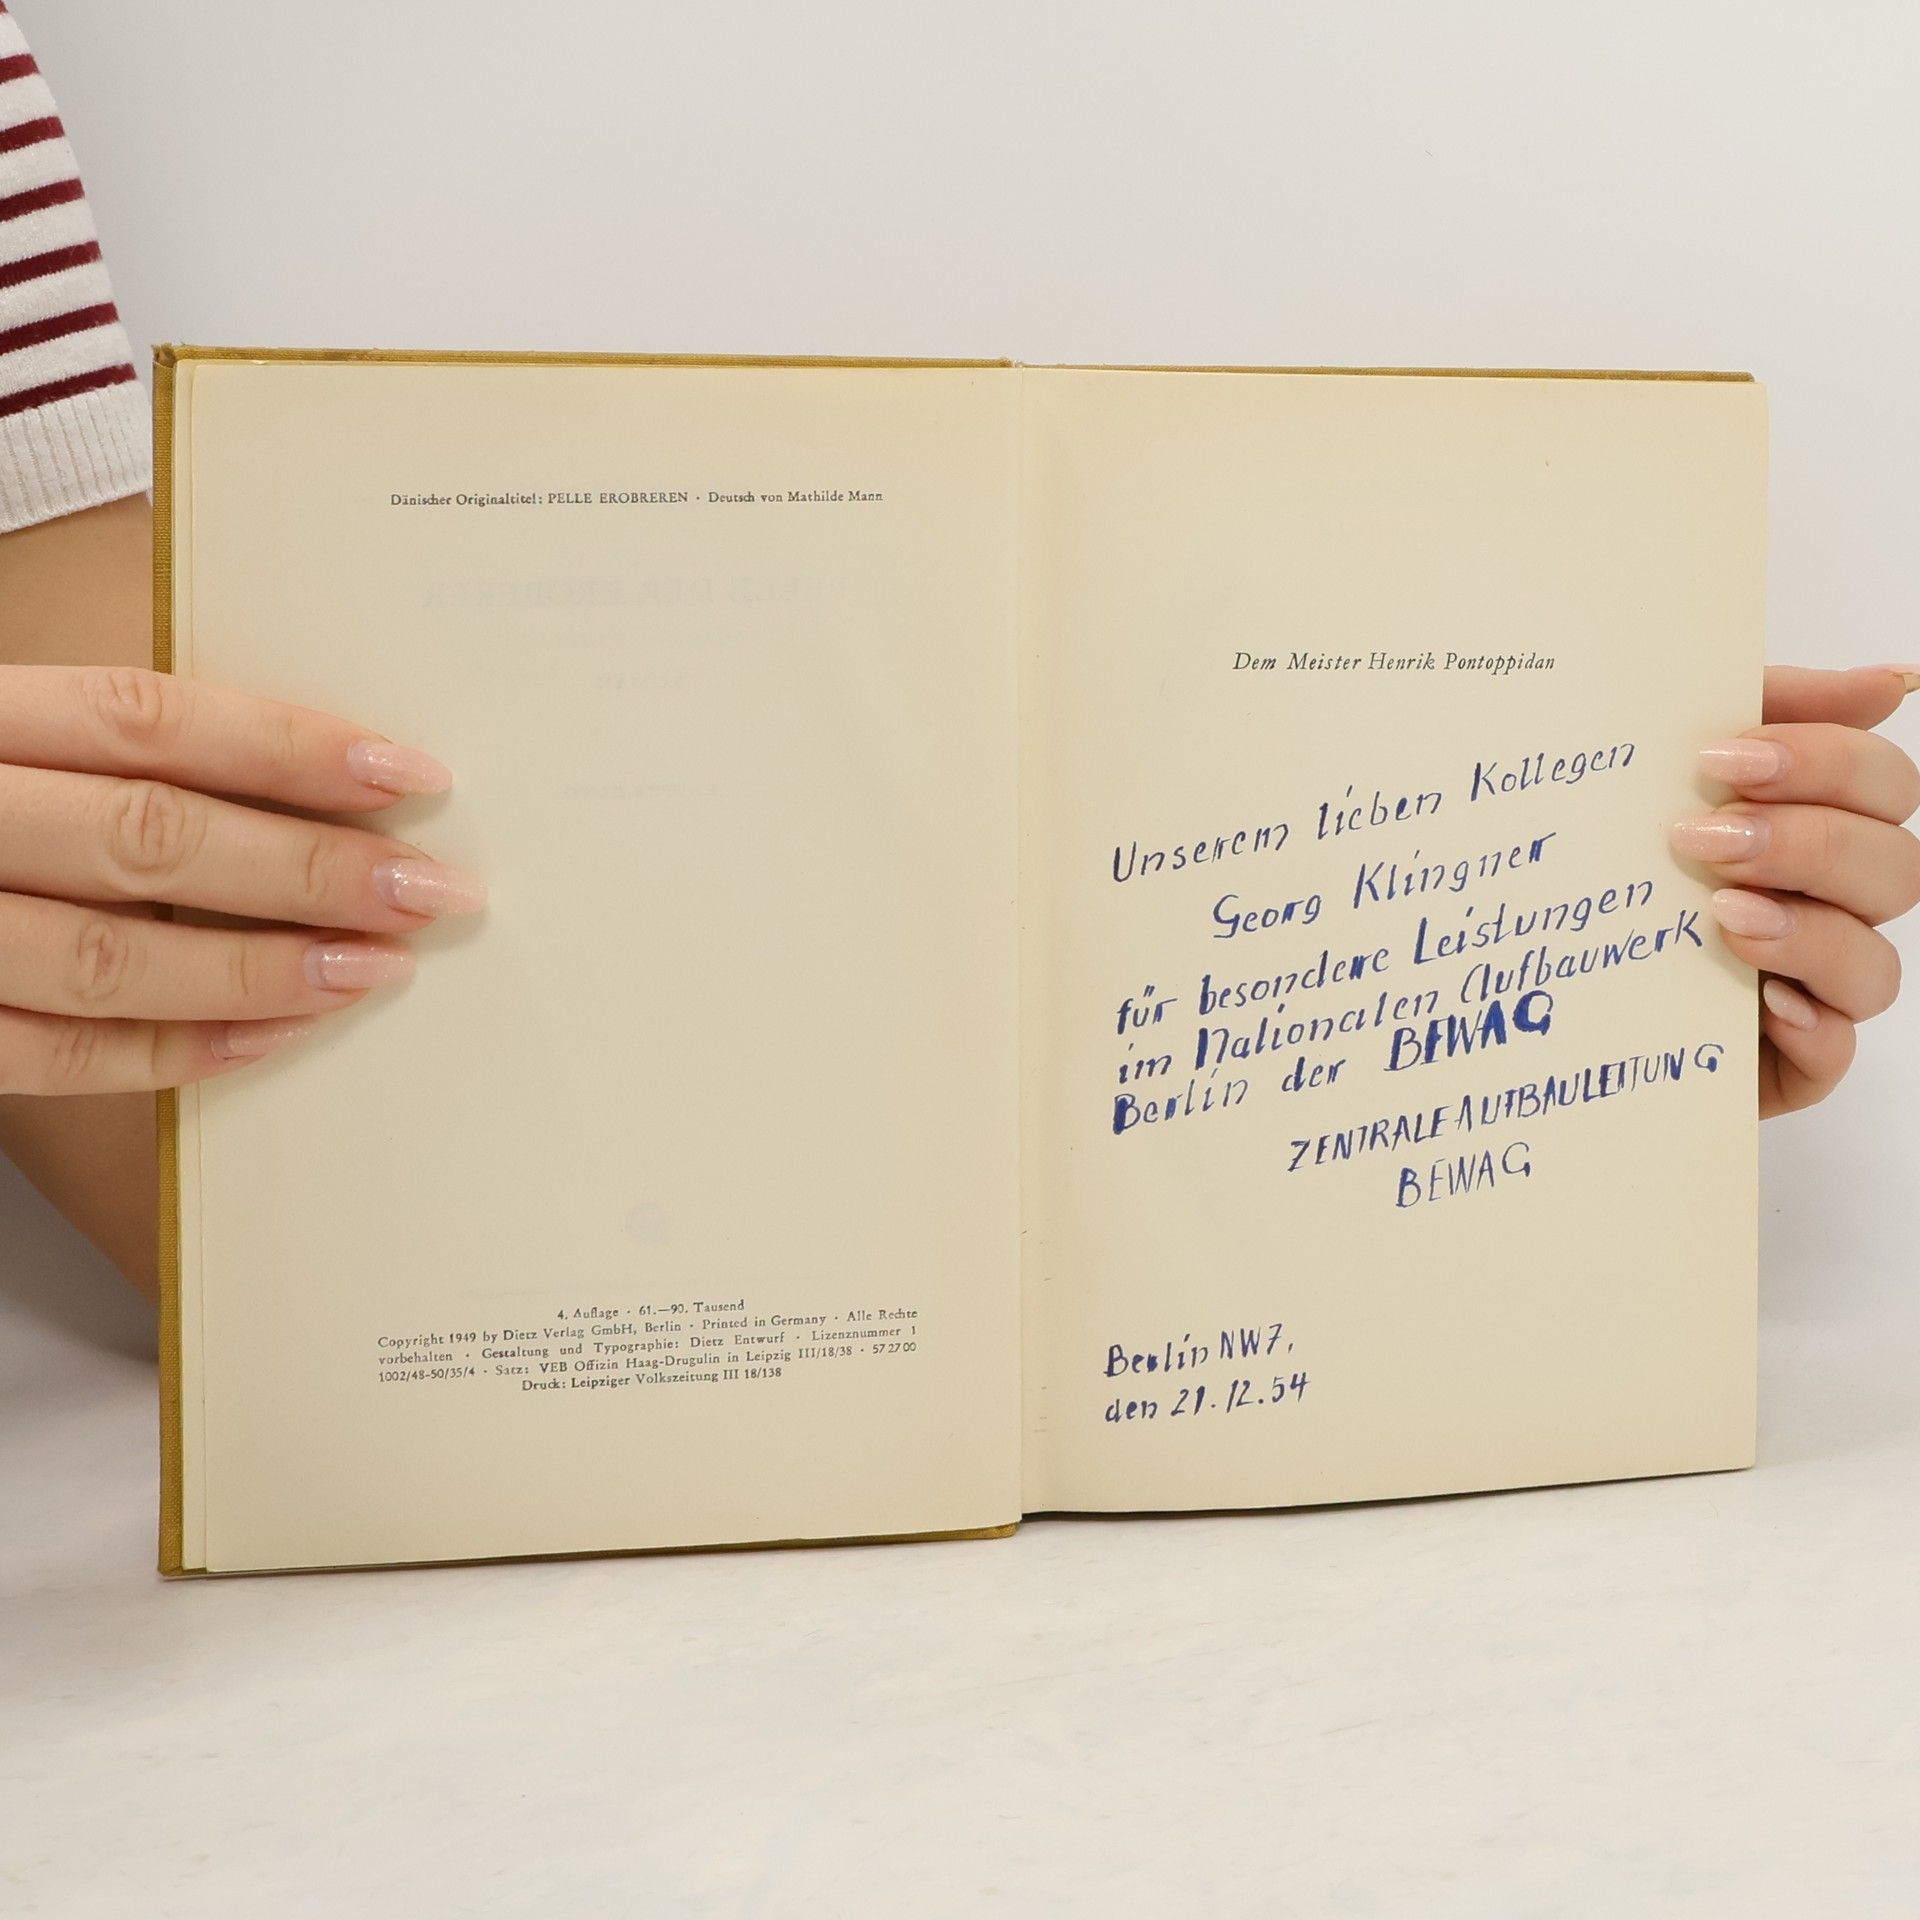 Dänischer Originaltitel: PELLE EROBREREN · Deutsch von Mathilde Mann
4. Auflage · 61.—90. Tausend
Copyright 1949 by Dietz Verlag GmbH, Berlin · Printed in Germany · Alle Rechte
vorbehalten · Gestaltung und Typographie: Dietz Entwurf · Lizenznummer 1
1002/48-50/35/4 · Satz: VEB Offizin Haag-Drugulin in Leipzig III/18/38 · 57 27 00
Druck: Leipziger Volkszeitung III 18/138
Dem Meister Henrik Pontoppidan
Unserem lieben Kollegen
Georg Klingner
für besondere Leistungen
im Nationalen Aufbauwerk
Berlin der BEWAG
ZENTRALE AUFBAULEITUNG
BEWAG
Berlin NW7,
den 21.12.54